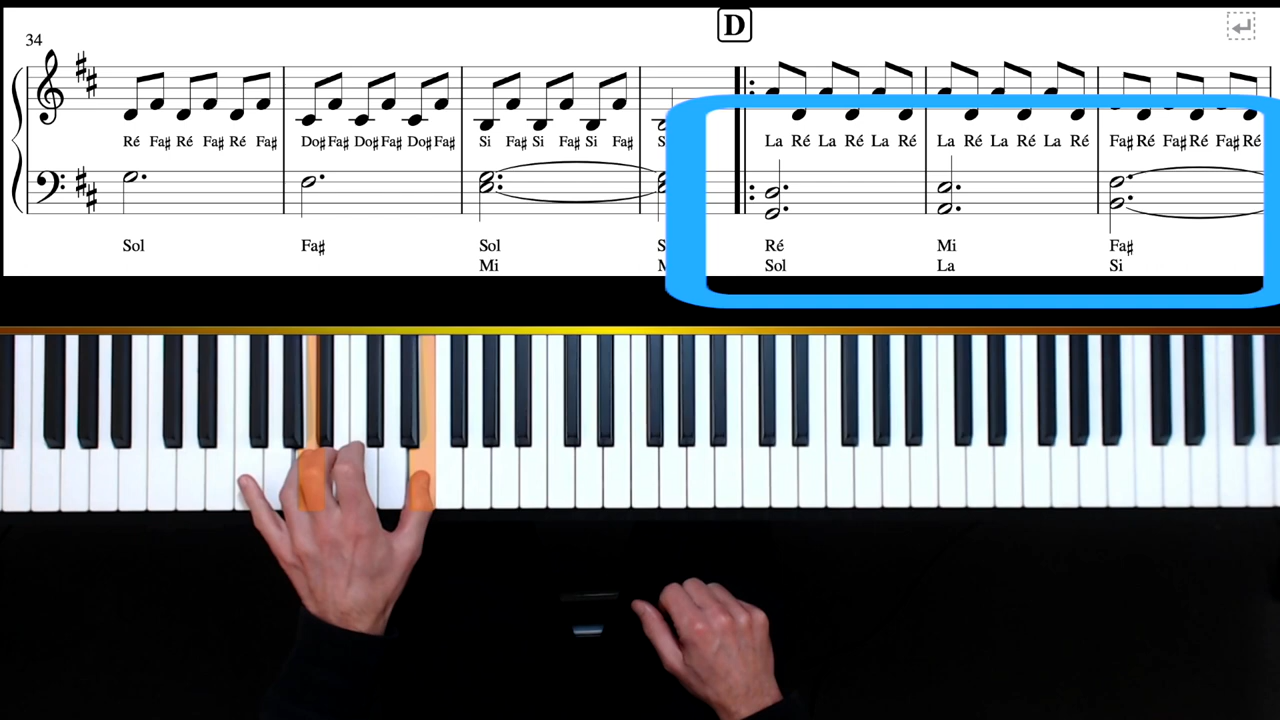 D
34
Ré Fa♯ Ré Fa♯ Ré Fa♯ Do♯ Fa♯ Do♯ Fa♯ Do♯ Fa♯ Si Fa♯ Si Fa♯ Si Fa♯ La Ré La Ré La Ré La Ré La Ré La Ré Fa♯ Ré Fa♯ Ré Fa♯ Ré
Sol Fa♯ Sol Ré Mi Fa♯
Mi Sol La Si